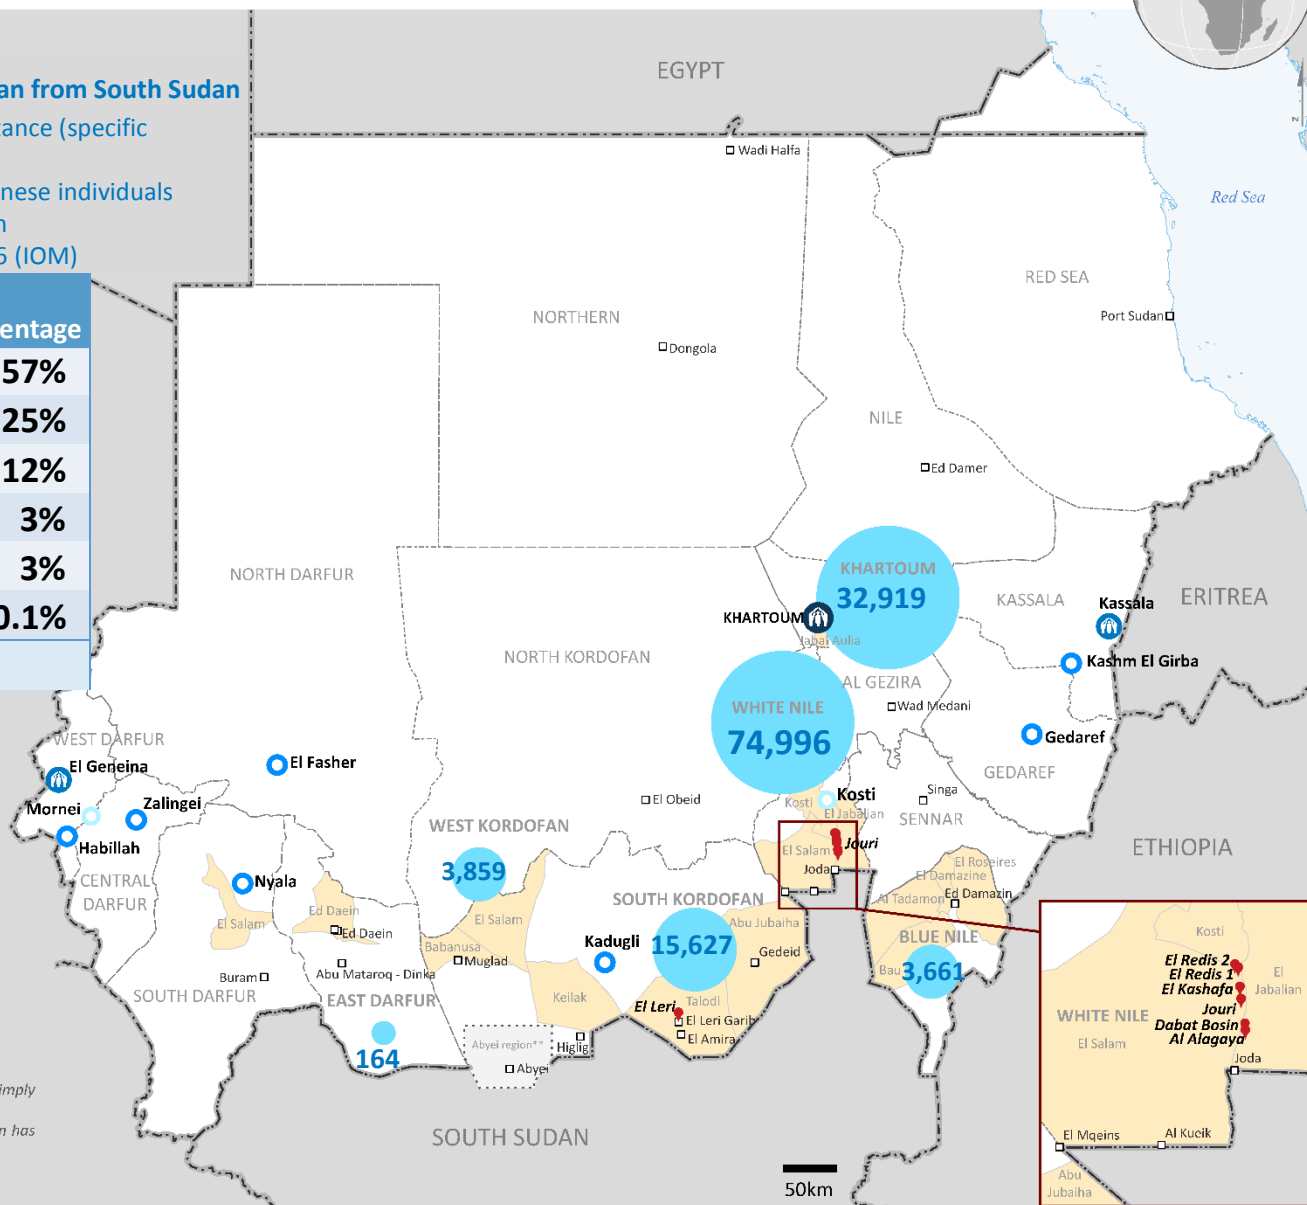 an from South Sudan
tance (specific
nese individuals
n
6 (IOM)
entage
57%
25%
12%
3%
3%
0.1%
EGYPT
Wadi Halfa
Red Sea
RED SEA
Port Sudan
NORTHERN
Dongola
NILE
Ed Damer
NORTH DARFUR
KHARTOUM
32,919
KHARTOUM
Jabal Aulia
KASSALA
Kassala
ERITREA
Kashm El Girba
NORTH KORDOFAN
AL GEZIRA
WHITE NILE
74,996
Wad Medani
Gedaref
GEDAREF
WEST DARFUR
El Geneina
El Fasher
Mornei
Zalingei
Habillah
El Obeid
Kosti
Kosti
El Jabalian
Singa
SENNAR
WEST KORDOFAN
3,859
El Salam
Jouri
Joda
ETHIOPIA
CENTRAL
DARFUR
Nyala
El Salam
Ed Daein
Ed Daein
El Salam
SOUTH KORDOFAN
Abu Jubaiha
El Roseires
El Damazine
Al Tadamon
Ed Damazin
BLUE NILE
Bau
3,661
Babanusa
Muglad
Kadugli
15,627
Gedeid
Buram
Abu Mataroq - Dinka
SOUTH DARFUR
EAST DARFUR
Keilak
El Leri
Talodi
El Leri Garib
El Amira
164
Abyei region**
Higlig
Abyei
SOUTH SUDAN
50km
Kosti
El Redis 2
El Redis 1
El Kashafa
El
Jabalian
Jouri
WHITE NILE
Dabat Bosin
El Salam
Al Alagaya
Joda
El Mqeins
Al Kueik
Abu
Jubaiha
imply
n has
z